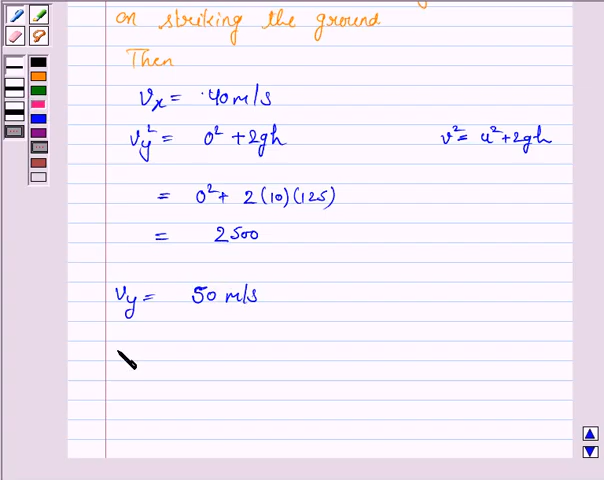 on striking the ground
Then
vx = 40 m/s
vy² = 0² + 2gh v² = u² + 2gh
= 0² + 2(10)(125)
= 2500
vy = 50 m/s